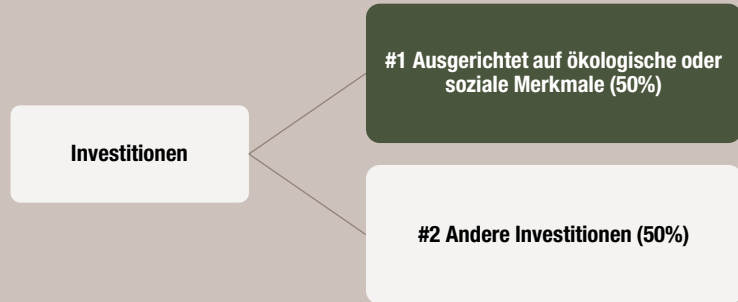 Investitionen
#1 Ausgerichtet auf ökologische oder
soziale Merkmale (50%)
#2 Andere Investitionen (50%)